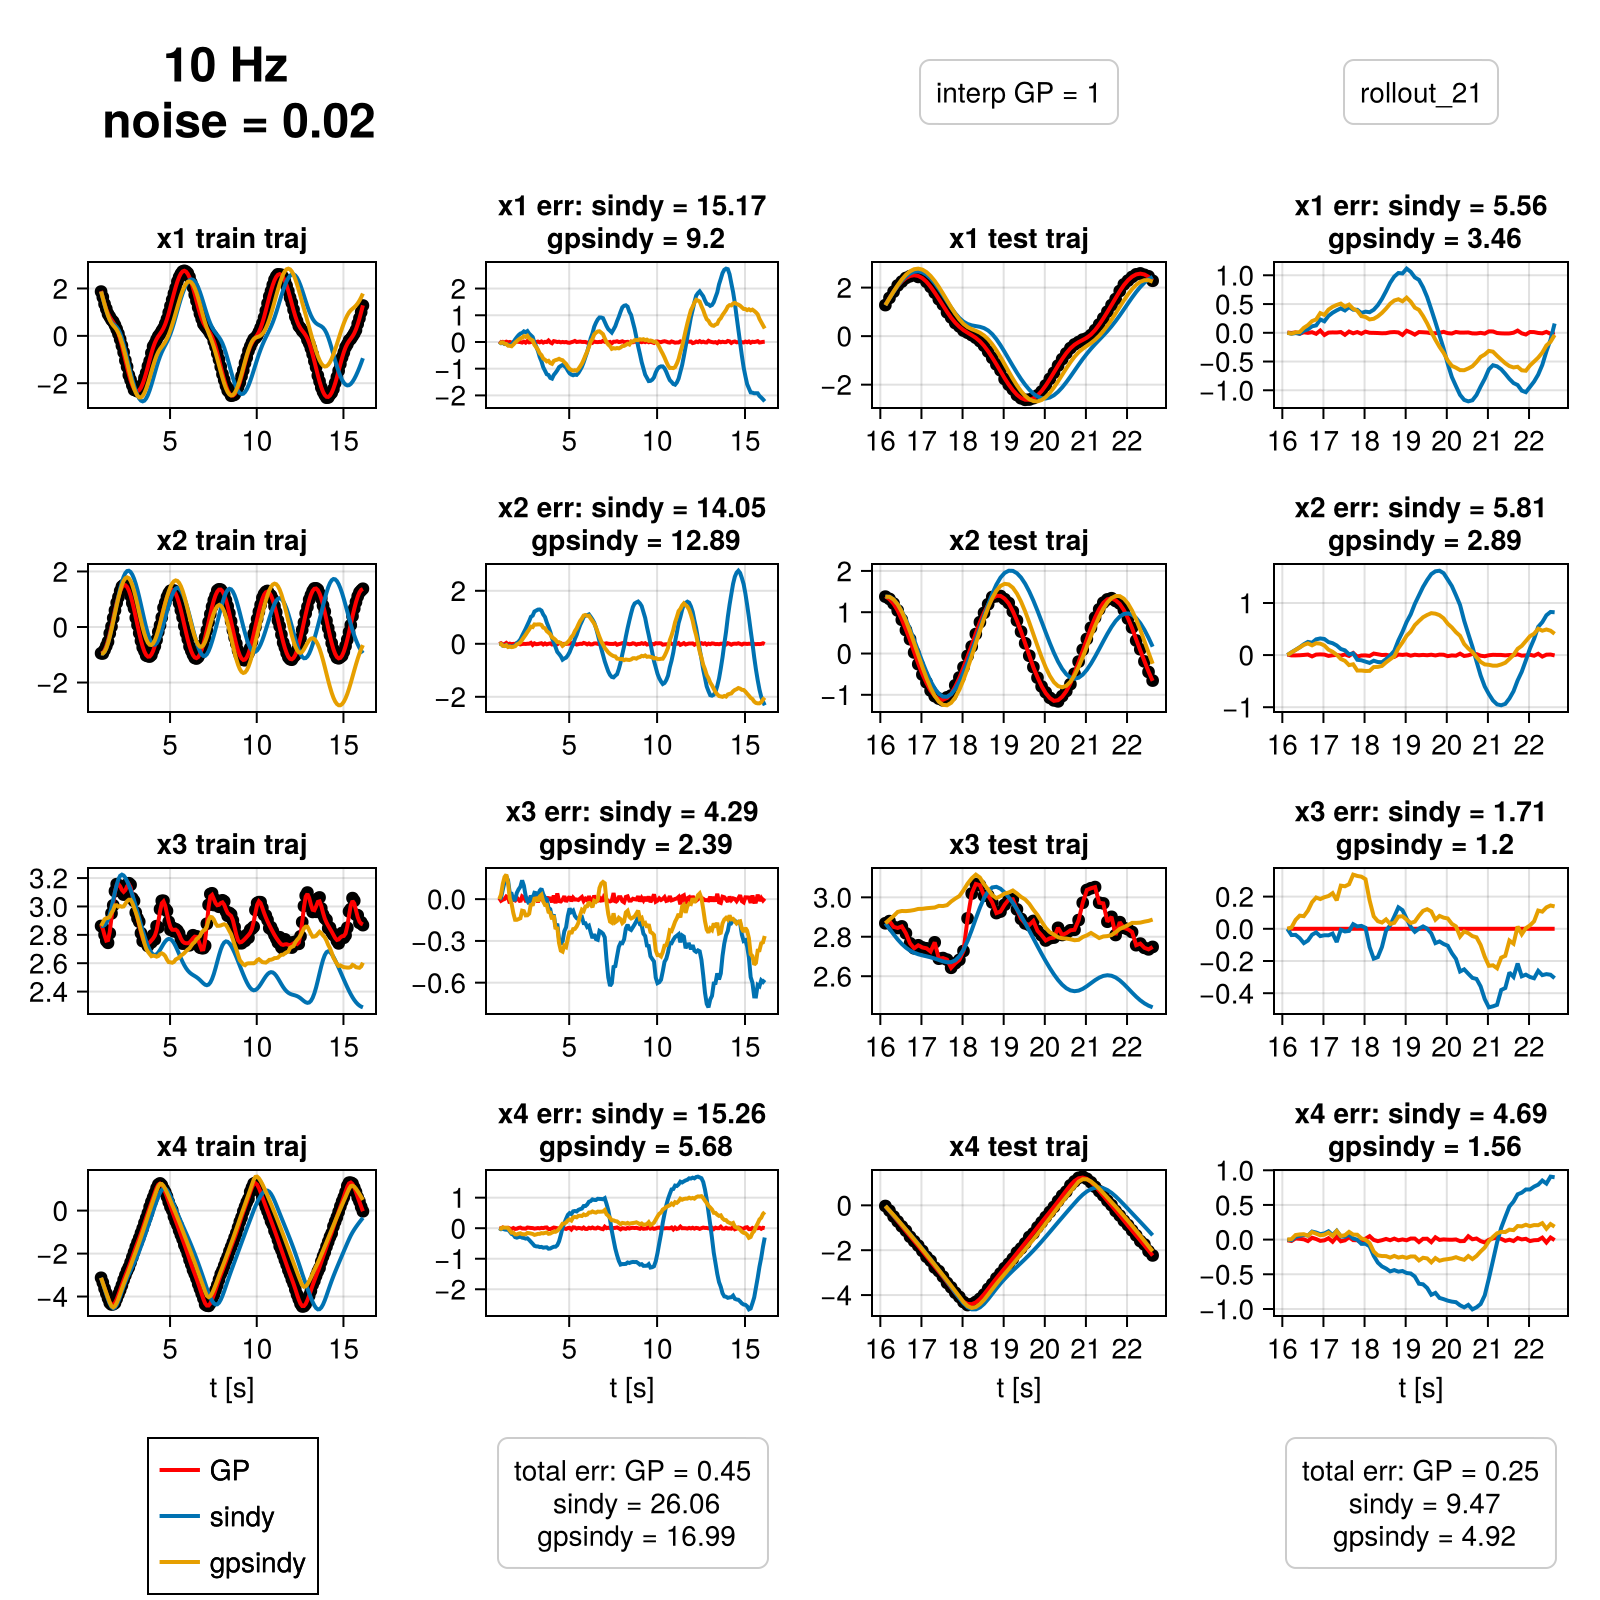 10 Hz
noise = 0.02
interp GP = 1
rollout_21
x1 train traj
2
0
−2
5
10
15
x1 err: sindy = 15.17
gpsindy = 9.2
2
1
0
−1
−2
5
10
15
x1 test traj
2
0
−2
16 17 18 19 20 21 22
x1 err: sindy = 5.56
gpsindy = 3.46
1.0
0.5
0.0
−0.5
−1.0
16 17 18 19 20 21 22
x2 train traj
2
0
−2
5
10
15
x2 err: sindy = 14.05
gpsindy = 12.89
2
0
−2
5
10
15
x2 test traj
2
1
0
−1
16 17 18 19 20 21 22
x2 err: sindy = 5.81
gpsindy = 2.89
1
0
−1
16 17 18 19 20 21 22
x3 train traj
3.2
3.0
2.8
2.6
2.4
5
10
15
x3 err: sindy = 4.29
gpsindy = 2.39
0.0
−0.3
−0.6
5
10
15
x3 test traj
3.0
2.8
2.6
16 17 18 19 20 21 22
x3 err: sindy = 1.71
gpsindy = 1.2
0.2
0.0
−0.2
−0.4
16 17 18 19 20 21 22
x4 train traj
0
−2
−4
5
10
15
t [s]
x4 err: sindy = 15.26
gpsindy = 5.68
1
0
−1
−2
5
10
15
t [s]
x4 test traj
0
−2
−4
16 17 18 19 20 21 22
t [s]
x4 err: sindy = 4.69
gpsindy = 1.56
1.0
0.5
0.0
−0.5
−1.0
16 17 18 19 20 21 22
t [s]
GP
sindy
gpsindy
total err: GP = 0.45
sindy = 26.06
gpsindy = 16.99
total err: GP = 0.25
sindy = 9.47
gpsindy = 4.92